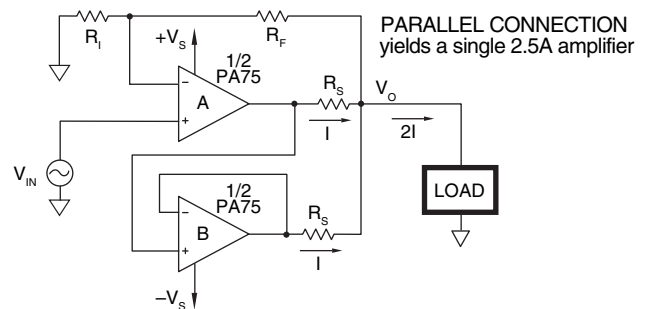 PARALLEL CONNECTION
yields a single 2.5A amplifier
R_I
+V_S
R_F
1/2
PA75
A
–
+
R_S
I
V_O
2I
V_IN
LOAD
1/2
PA75
B
–
+
R_S
I
–V_S